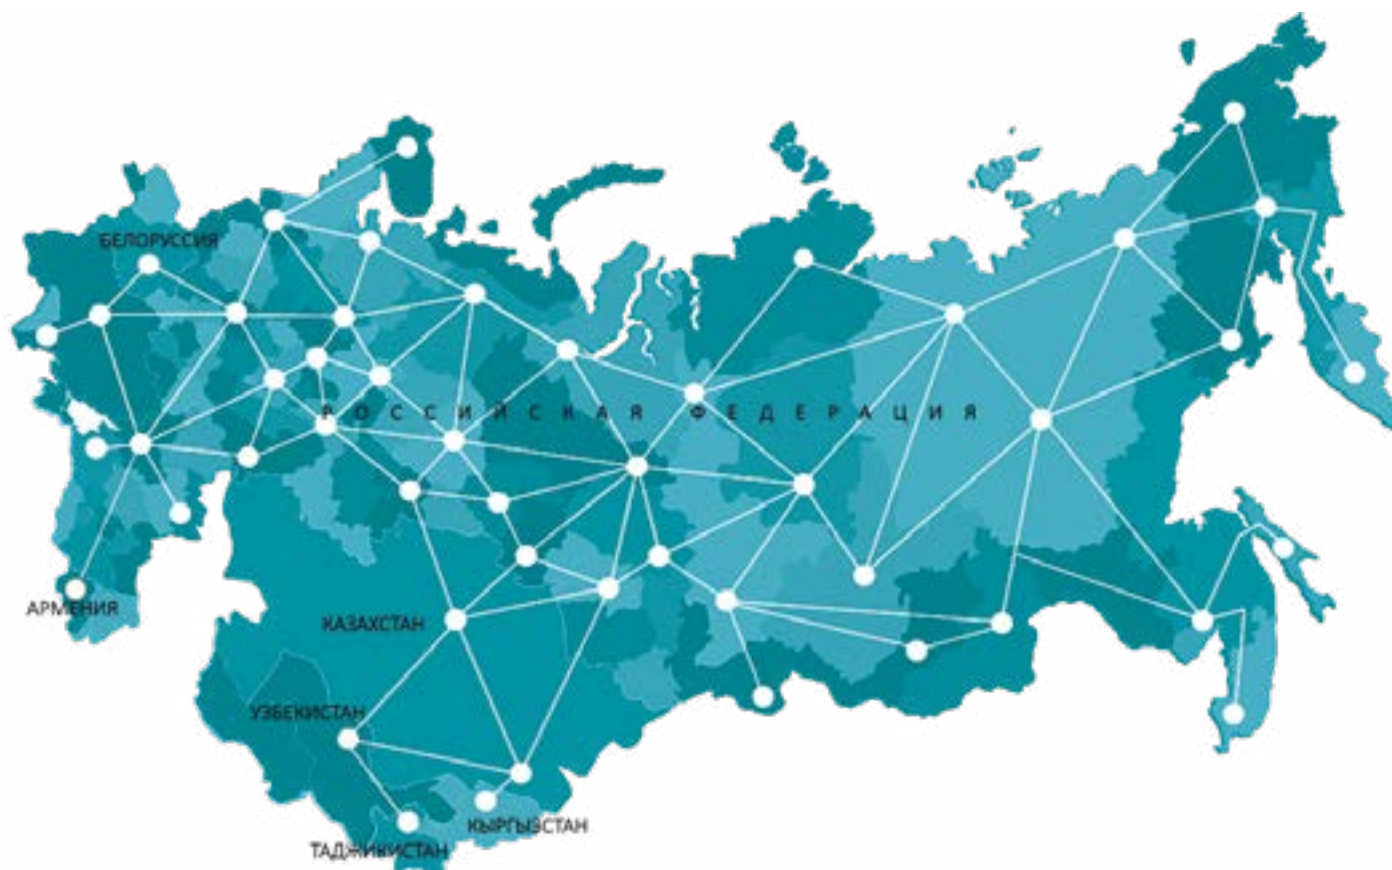 БЕЛОРУССИЯ
РОССИЙСКАЯ ФЕДЕРАЦИЯ
АРМЕНИЯ
КАЗАХСТАН
УЗБЕКИСТАН
КЫРГЫЗСТАН
ТАДЖИКИСТАН